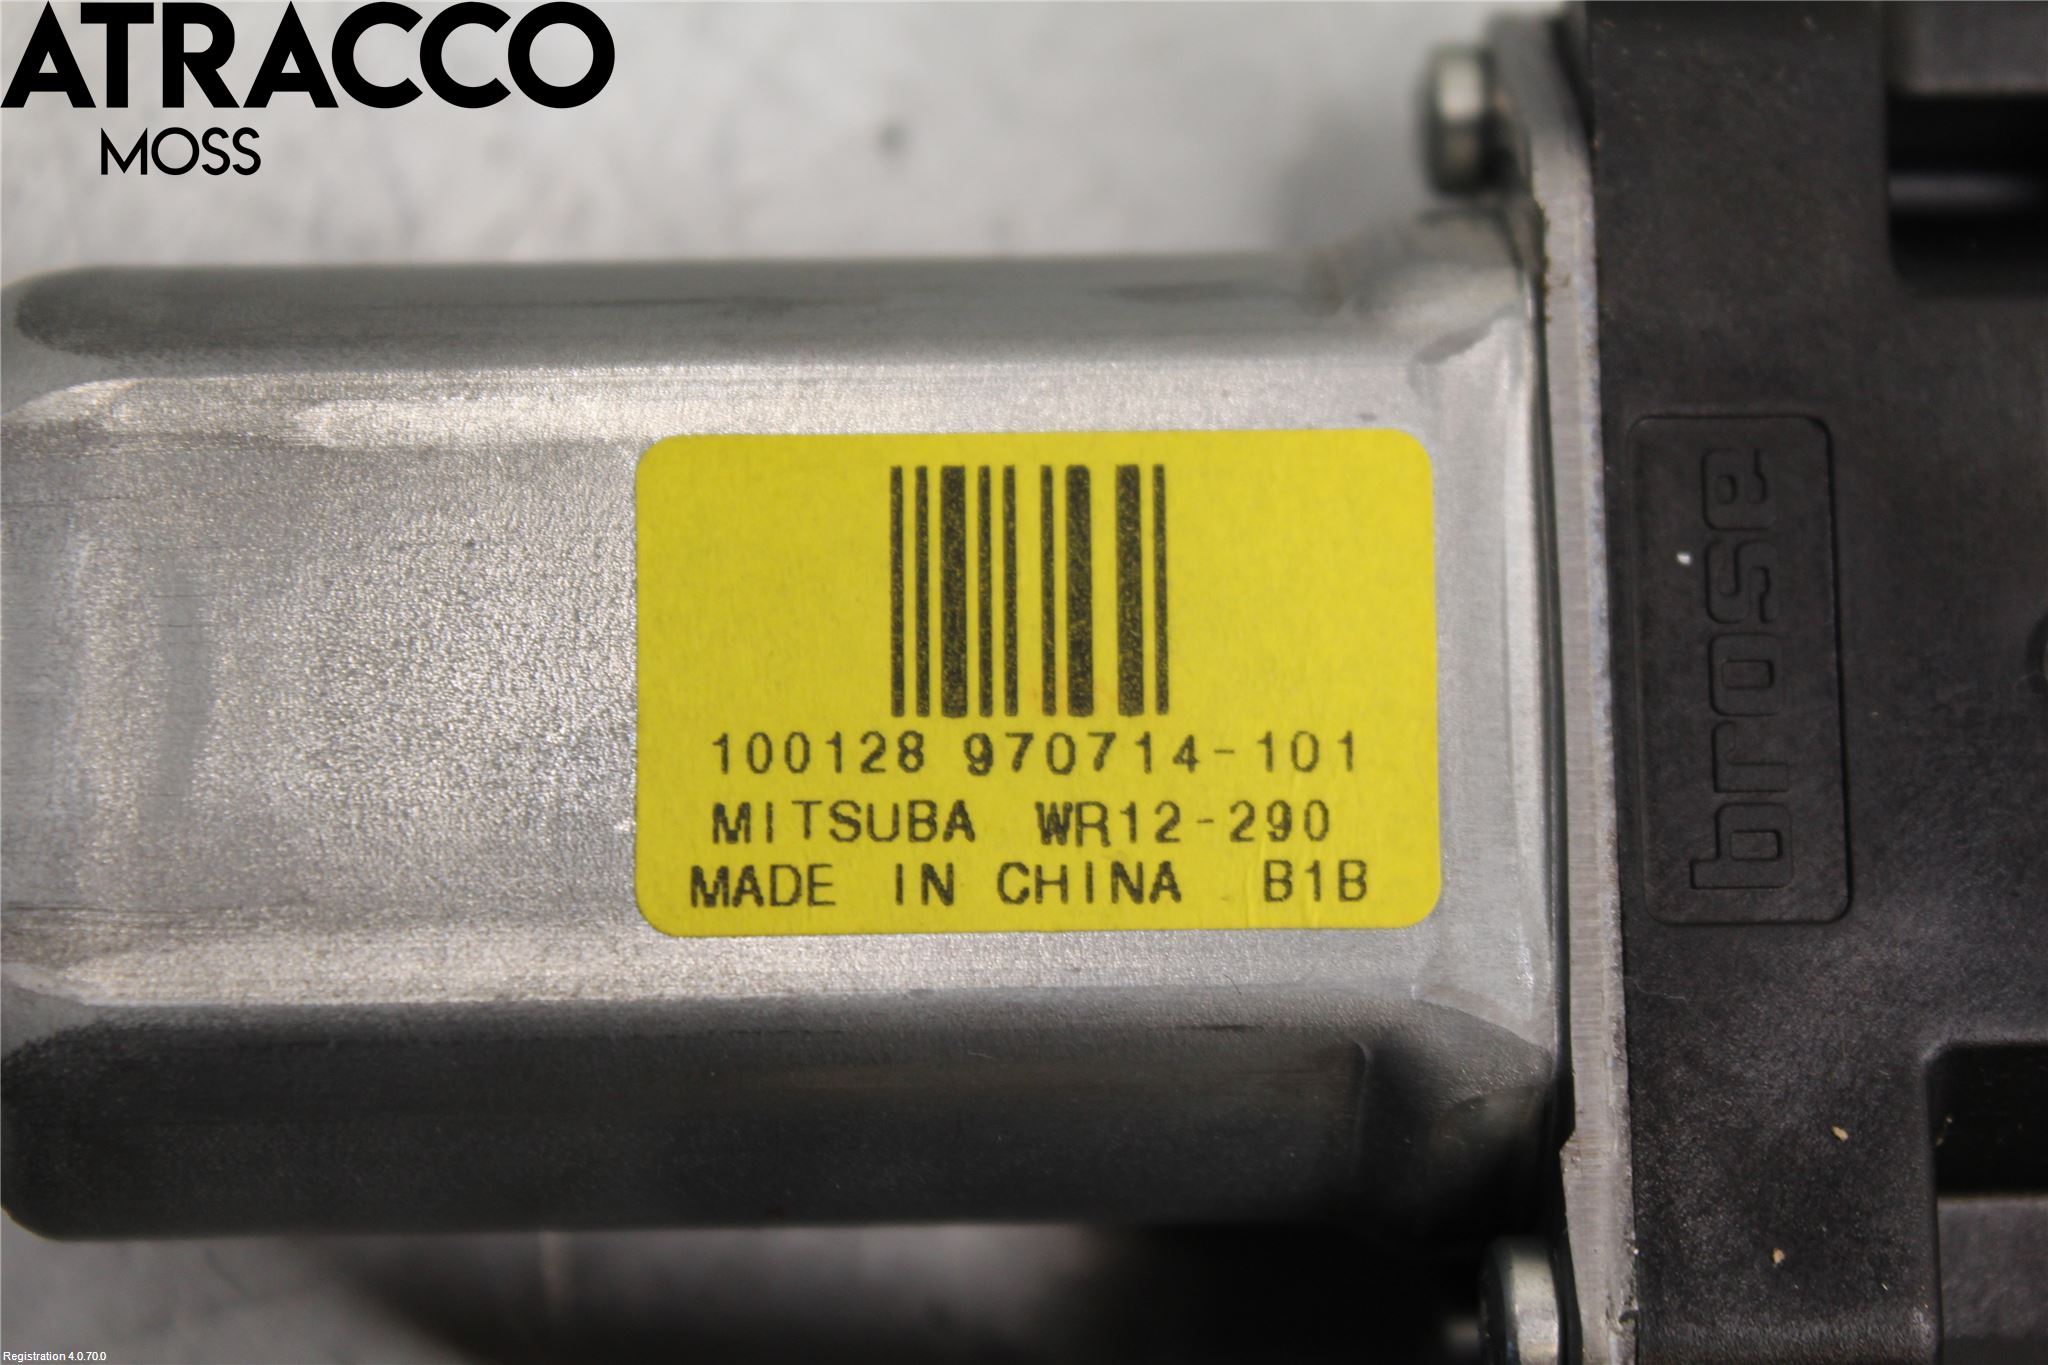 ATRACCO
MOSS
100128 970714-101
MITSUBA WR12-290
MADE IN CHINA B1B
brose
Registration 4.0.70.0